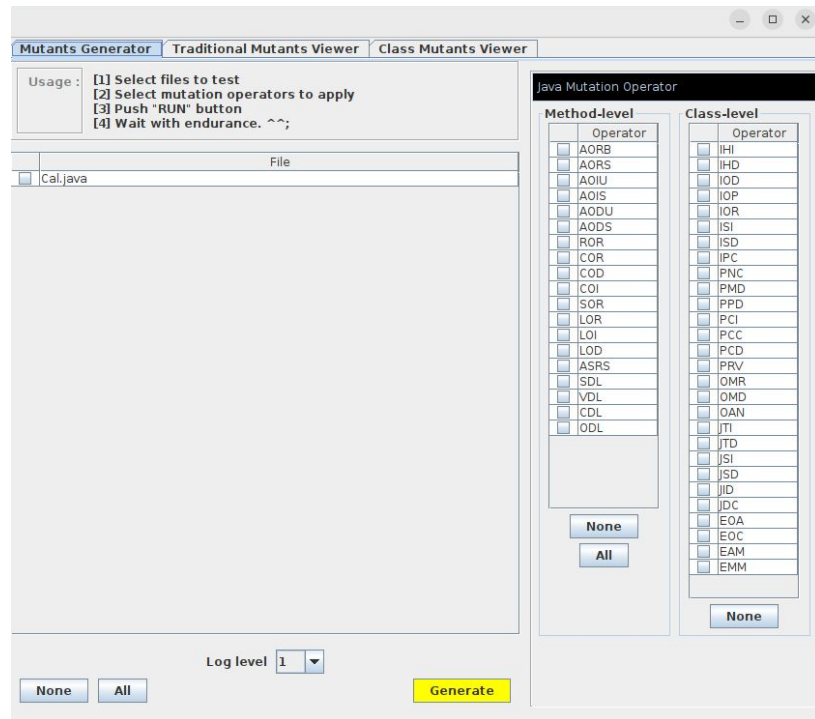 Mutants Generator Traditional Mutants Viewer Class Mutants Viewer
Usage :
[1] Select files to test
[2] Select mutation operators to apply
[3] Push "RUN" button
[4] Wait with endurance. ^^;
File
Cal.java
Log level 1
None All Generate
Java Mutation Operator
Method-level
Operator
AORB
AORS
AOIU
AOIS
AODU
AODS
ROR
COR
COD
COI
SOR
LOR
LOI
LOD
ASRS
SDL
VDL
CDL
ODL
None
All
Class-level
Operator
IHI
IHD
IOD
IOP
IOR
ISI
ISD
IPC
PNC
PMD
PPD
PCI
PCC
PCD
PRV
OMR
OMD
OAN
JTI
JTD
JSI
JSD
JID
JDC
EOA
EOC
EAM
EMM
None